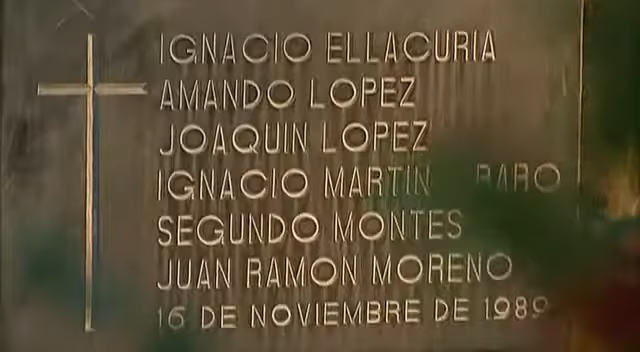 IGNACIO ELLACURIA
AMANDO LOPEZ
JOAQUIN LOPEZ
IGNACIO MARTIN BARO
SEGUNDO MONTES
JUAN RAMON MORENO
16 DE NOVIEMBRE DE 1989